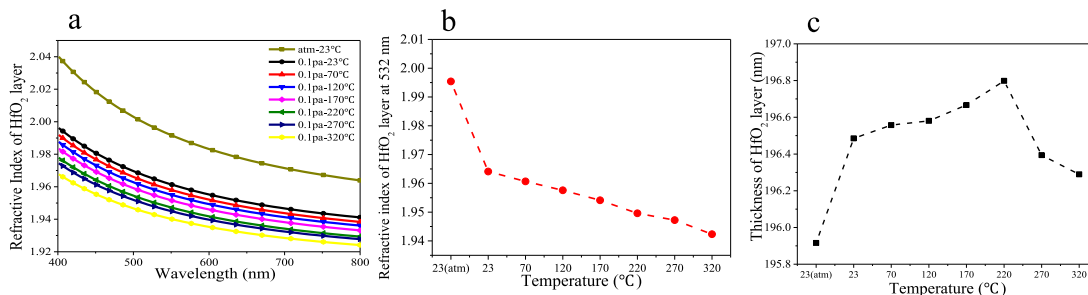 a
Refractive Index of HfO₂ layer
2.04
2.02
2.00
1.98
1.96
1.94
1.92
400
500
600
700
800
Wavelength (nm)
atm-23℃
0.1pa-23℃
0.1pa-70℃
0.1pa-120℃
0.1pa-170℃
0.1pa-220℃
0.1pa-270℃
0.1pa-320℃
b
Refractive index of HfO₂ layer at 532 nm
2.01
2.00
1.99
1.96
1.96
1.95
1.94
23(atm)
23
70
120
170
220
270
320
Temperature (℃)
c
Thickness of HfO₂ layer (nm)
197.0
196.8
196.6
196.4
196.2
196.0
195.8
23(atm)
23
70
120
170
220
270
320
Temperature (℃)